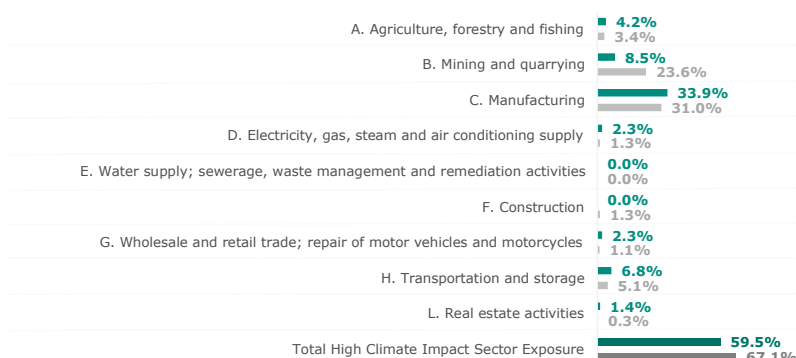 A. Agriculture, forestry and fishing 4.2%
3.4%
B. Mining and quarrying 8.5%
23.6%
C. Manufacturing 33.9%
31.0%
D. Electricity, gas, steam and air conditioning supply 2.3%
1.3%
E. Water supply; sewerage, waste management and remediation activities 0.0%
0.0%
F. Construction 0.0%
1.3%
G. Wholesale and retail trade; repair of motor vehicles and motorcycles 2.3%
1.1%
H. Transportation and storage 6.8%
5.1%
L. Real estate activities 1.4%
0.3%
Total High Climate Impact Sector Exposure 59.5%
67.1%